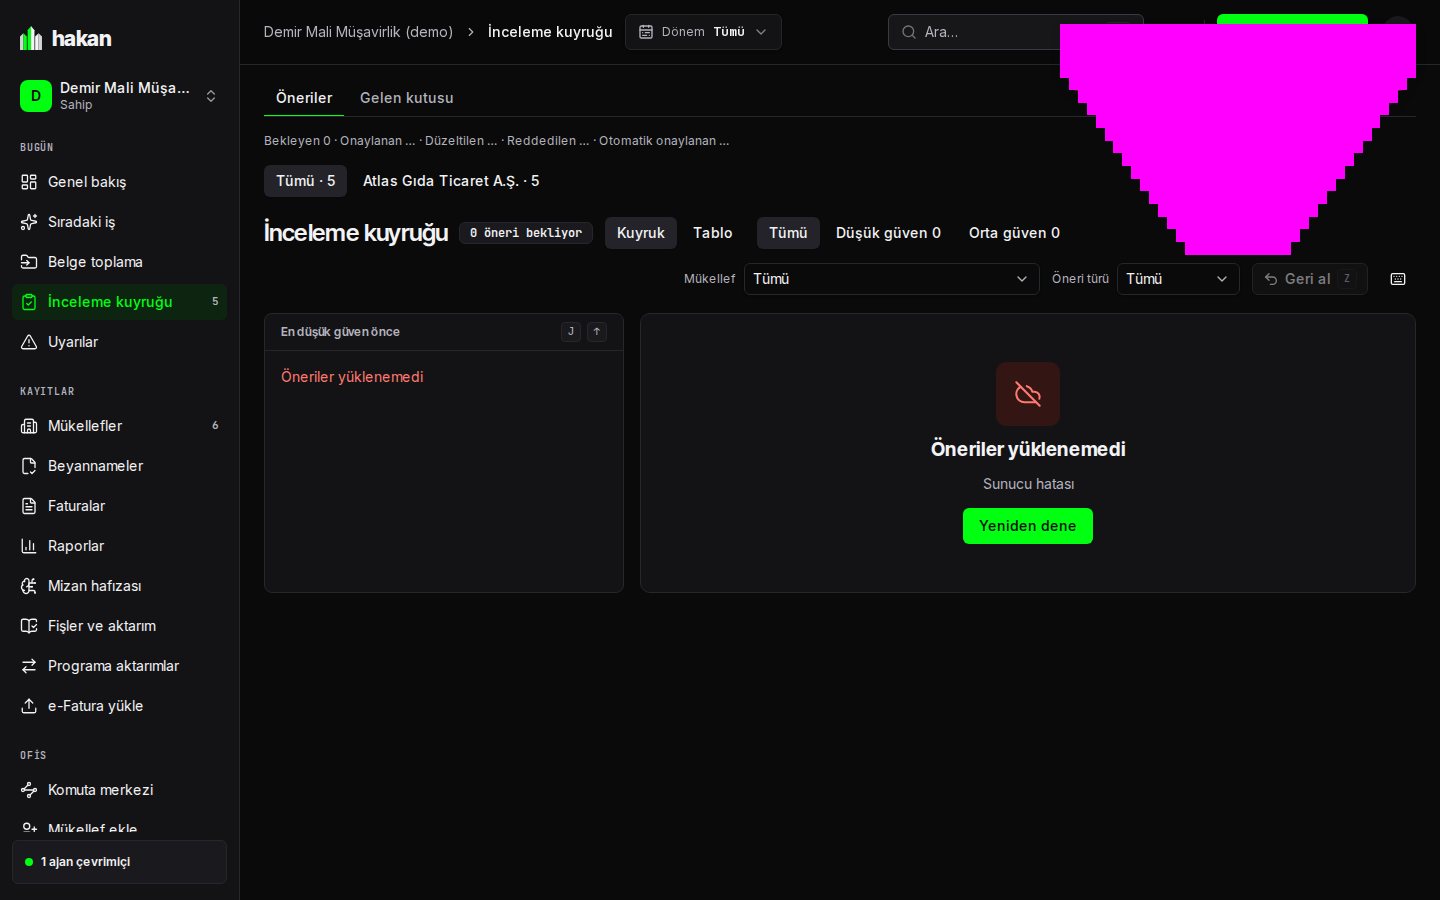 hakan
Demir Mali Müşa...
Sahip
BUGÜN
Genel bakış
Sıradaki iş
Belge toplama
İnceleme kuyruğu 5
Uyarılar
KAYITLAR
Mükellefler 6
Beyannameler
Faturalar
Raporlar
Mizan hafızası
Fişler ve aktarım
Programa aktarımlar
e-Fatura yükle
OFİS
Komuta merkezi
Mükellef ekle
1 ajan çevrimiçi
Demir Mali Müşavirlik (demo) > İnceleme kuyruğu Dönem Tümü Ara...
Öneriler Gelen kutusu
Bekleyen 0 · Onaylanan ... · Düzeltilen ... · Reddedilen ... · Otomatik onaylanan ...
Tümü · 5 Atlas Gıda Ticaret A.Ş. · 5
İnceleme kuyruğu 0 öneri bekliyor Kuyruk Tablo Tümü Düşük güven 0 Orta güven 0
Mükellef Tümü Öneri türü Tümü Geri al Z
En düşük güven önce J ↑
Öneriler yüklenemedi
Öneriler yüklenemedi
Sunucu hatası
Yeniden dene